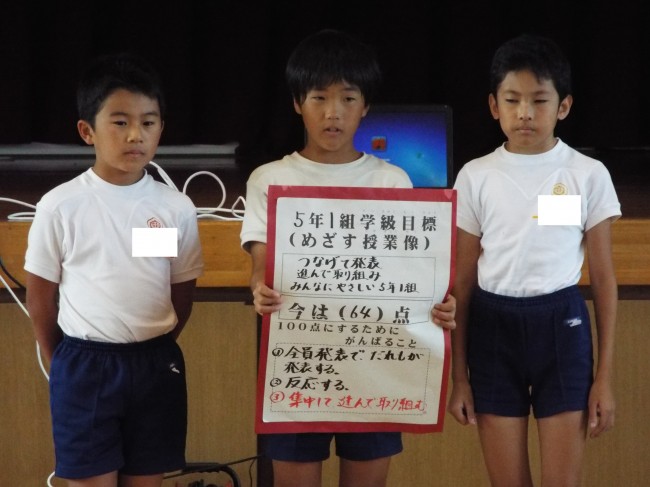 5年1組学級目標
(めざす授業像)
つなげて発表
進んで取り組み
みんなにやさしい5年1組
今は(64)点
100点にするために
がんばること
①全員発表で、だれもが
発表する。
②反応する。
③集中して進んで取り組む